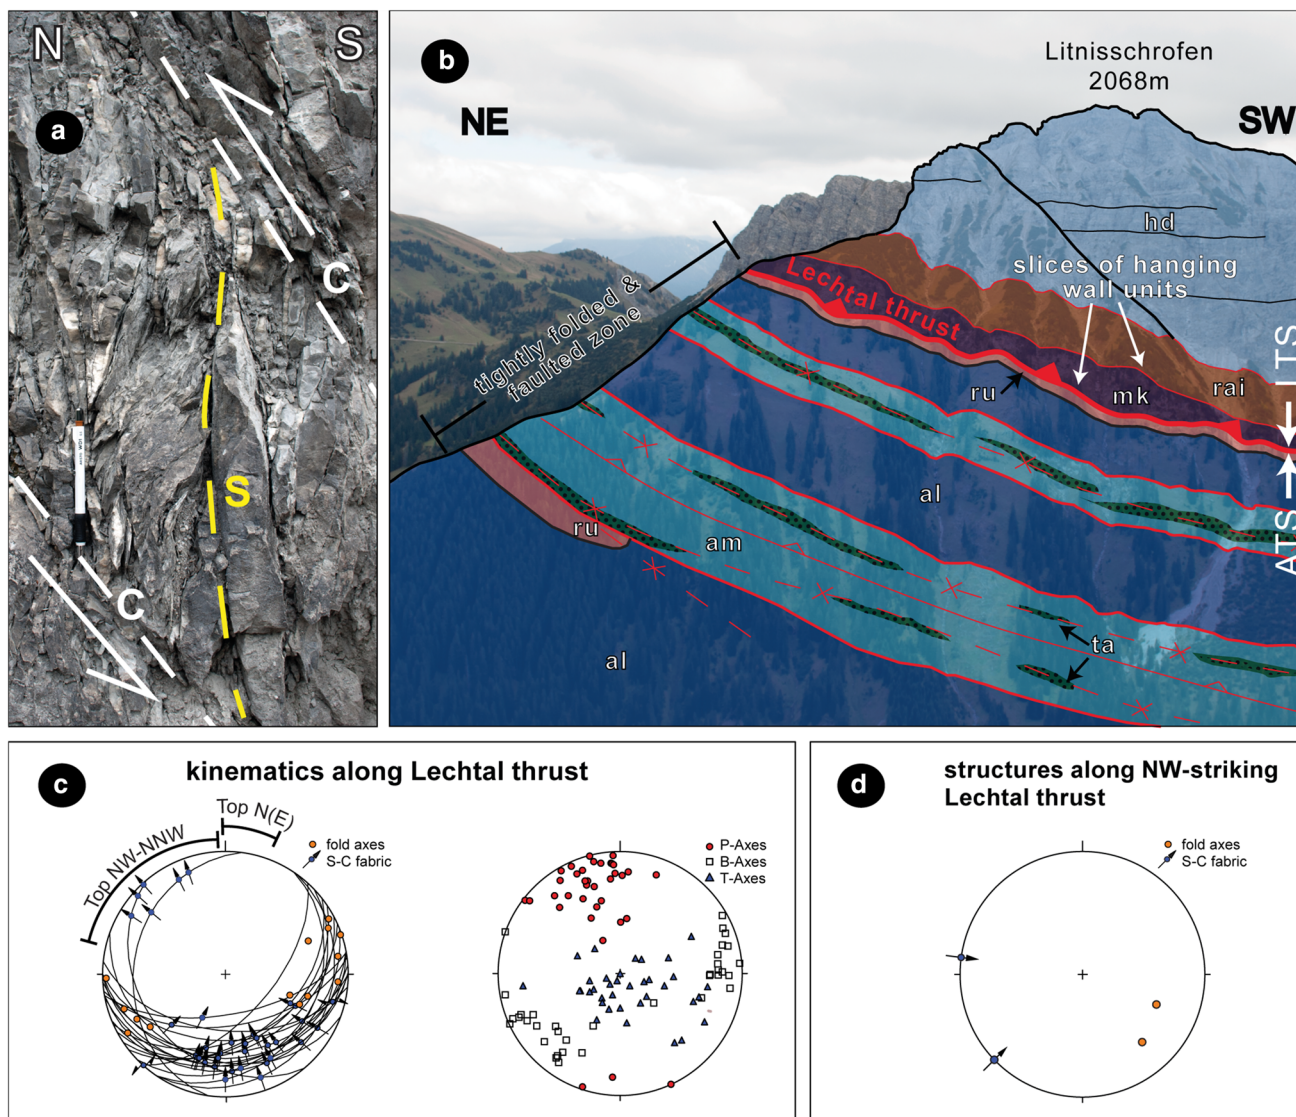 N
S
a
C
S
C
b
NE
Litnisschrofen
2068m
SW
hd
slices of hanging
wall units
Lechtal thrust
tightly folded &
faulted zone
ru
mk
rai
LTS
ATS
al
ru
am
ta
al
c
kinematics along Lechtal thrust
Top NW-NNW
Top N(E)
fold axes
S-C fabric
P-Axes
B-Axes
T-Axes
d
structures along NW-striking
Lechtal thrust
fold axes
S-C fabric